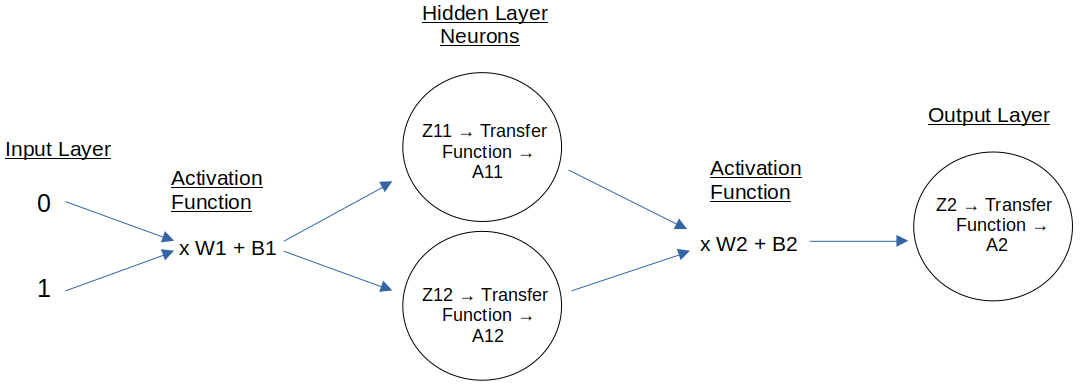 Hidden Layer
Neurons
Output Layer
Input Layer
Activation
Function
Activation
Function
0
1
x W1 + B1
Z11 → Transfer
Function →
A11
Z12 → Transfer
Function →
A12
x W2 + B2
Z2 → Transfer
Function →
A2